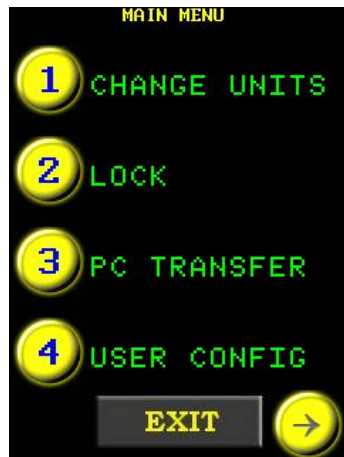 MAIN MENU
1 CHANGE UNITS
2 LOCK
3 PC TRANSFER
4 USER CONFIG
EXIT →